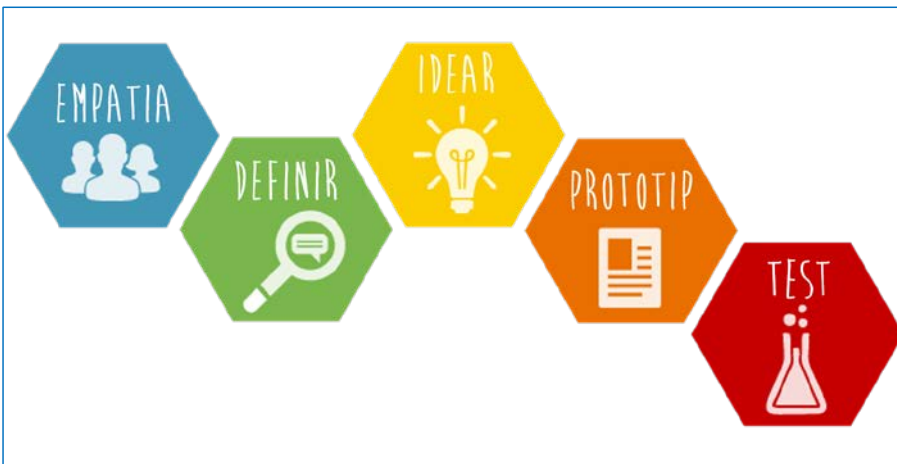 EMPATIA
DEFINIR
IDEAR
PROTOTIP
TEST